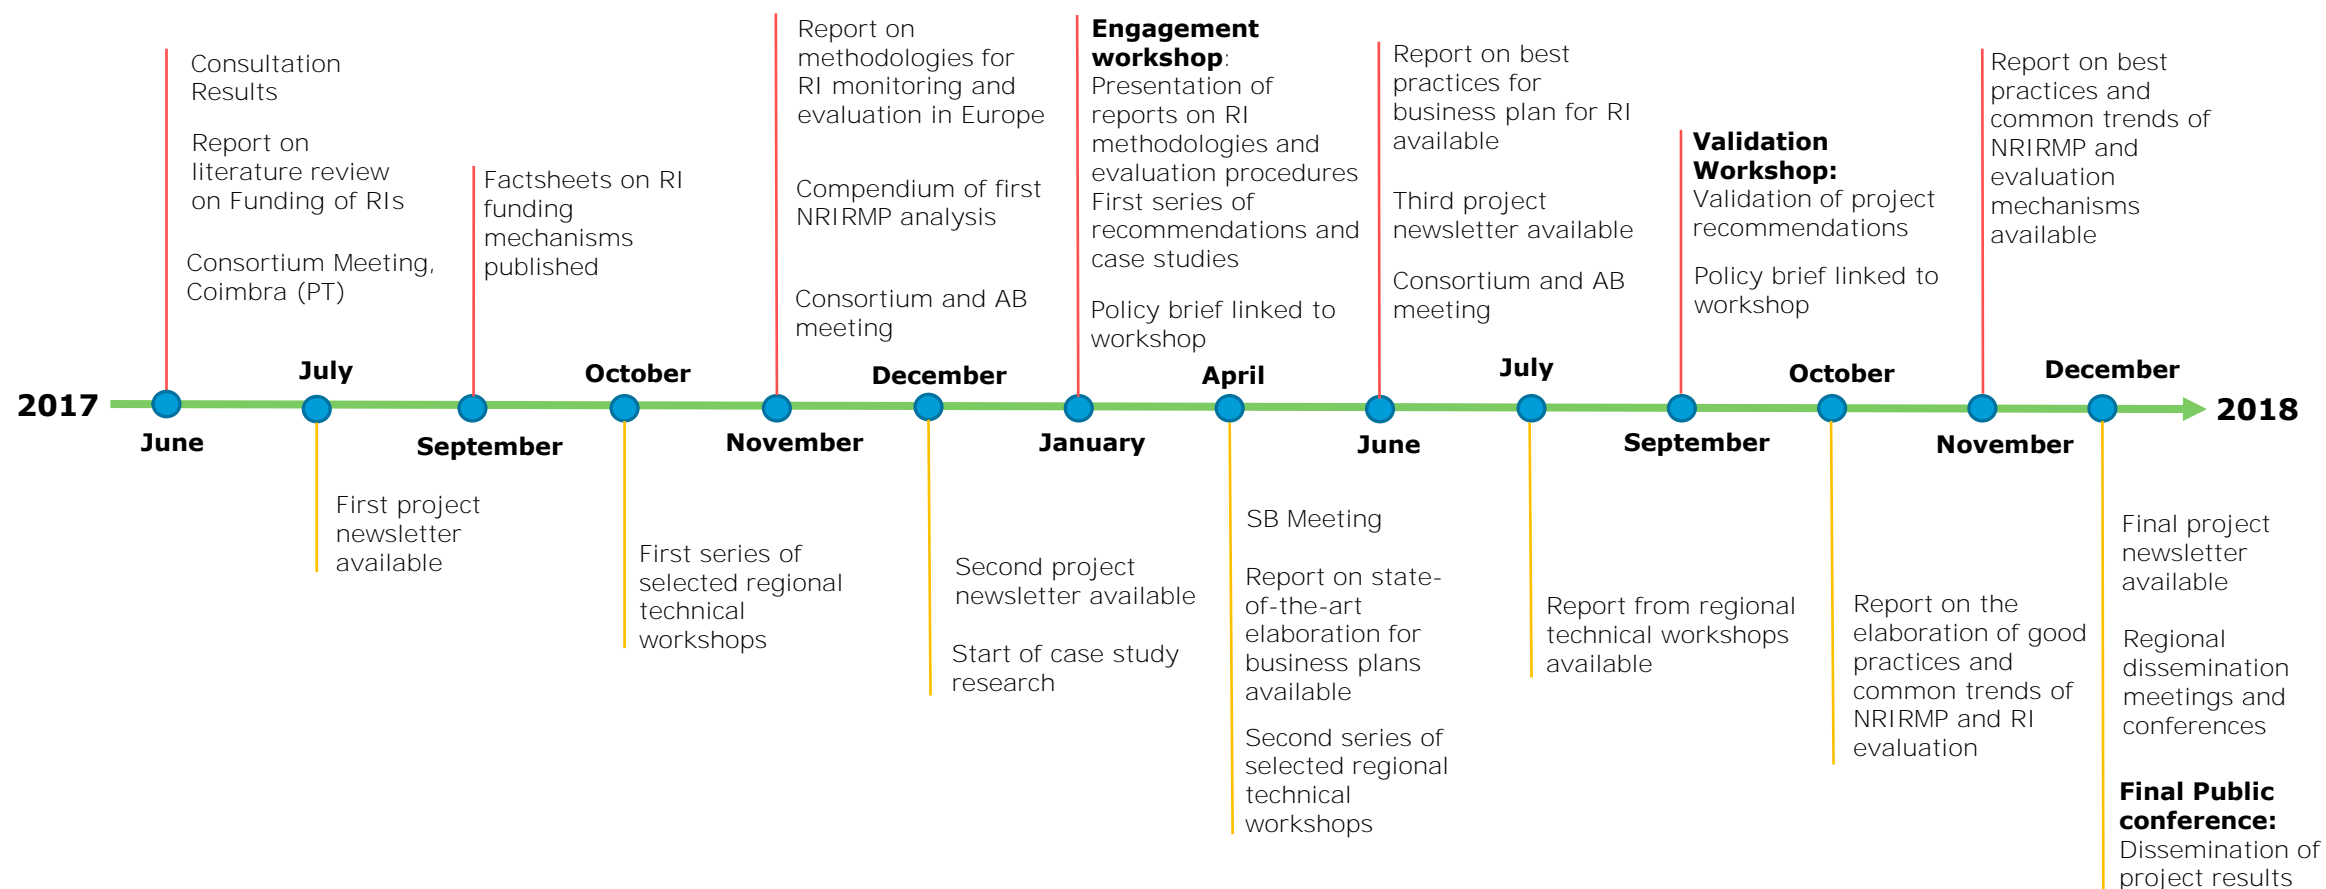 Consultation
Results
Report on
literature review
on Funding of RIs
Consortium Meeting,
Coimbra (PT)
Factsheets on RI
funding
mechanisms
published
Report on
methodologies for
RI monitoring and
evaluation in Europe
Compendium of first
NRIRMP analysis
Consortium and AB
meeting
Engagement
workshop:
Presentation of
reports on RI
methodologies and
evaluation procedures
First series of
recommendations and
case studies
Policy brief linked to
workshop
Report on best
practices for
business plan for RI
available
Third project
newsletter available
Consortium and AB
meeting
Validation
Workshop:
Validation of project
recommendations
Policy brief linked to
workshop
Report on best
practices and
common trends of
NRIRMP and
evaluation
mechanisms
available
2017
June
July
September
October
November
December
January
April
June
July
September
October
November
December
2018
First project
newsletter
available
First series of
selected regional
technical
workshops
Second project
newsletter available
Start of case study
research
SB Meeting
Report on state-
of-the-art
elaboration for
business plans
available
Second series of
selected regional
technical
workshops
Report from regional
technical workshops
available
Report on the
elaboration of good
practices and
common trends of
NRIRMP and RI
evaluation
Final project
newsletter
available
Regional
dissemination
meetings and
conferences
Final Public
conference:
Dissemination of
project results